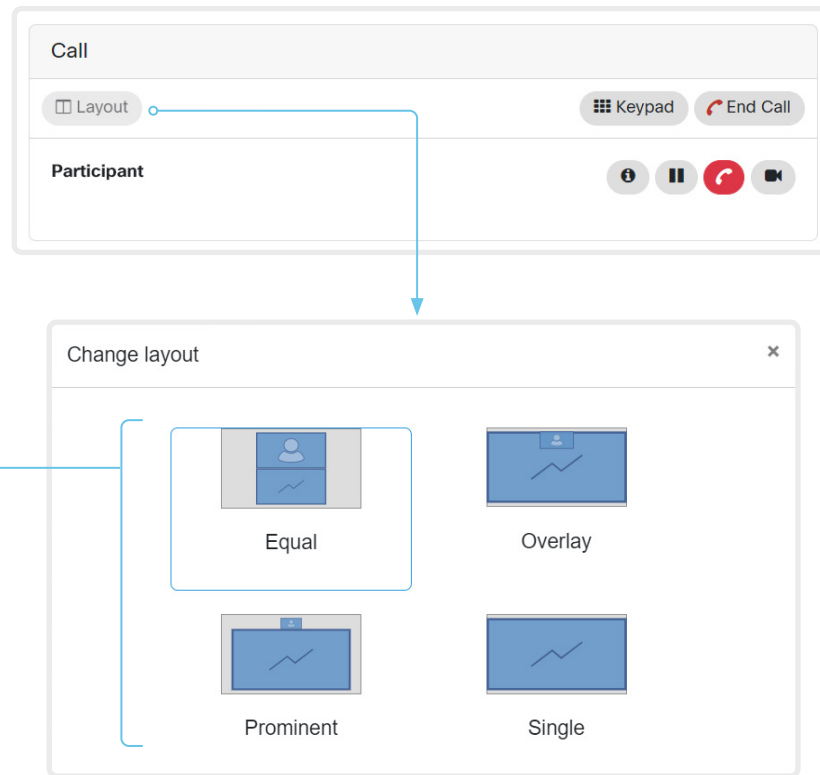 Call
Layout Keypad End Call
Participant
Change layout ×
Equal Overlay
Prominent Single